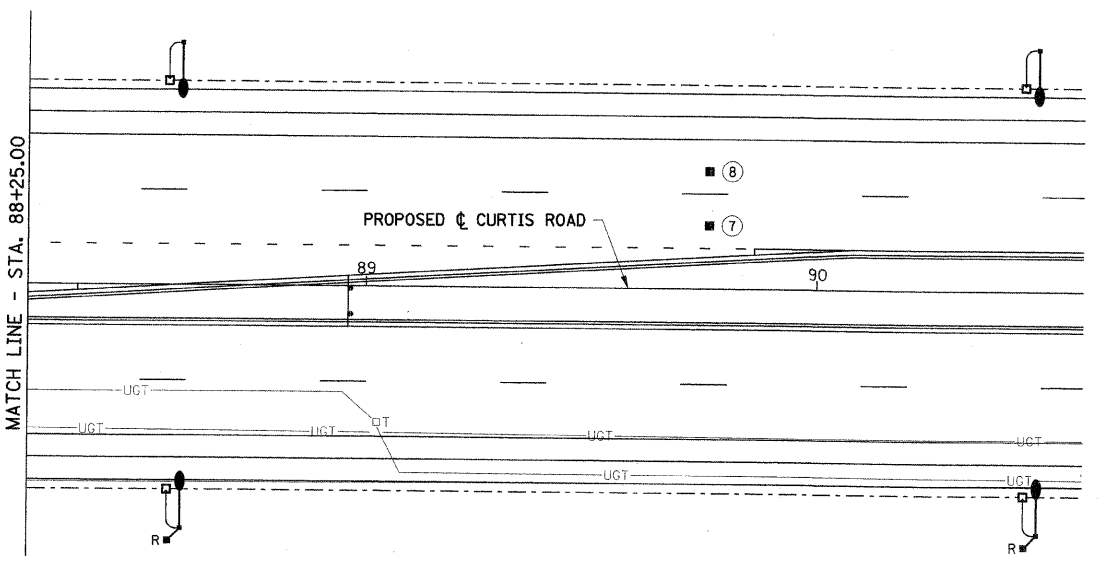 MATCH LINE - STA. 88+25.00
8
PROPOSED ℄ CURTIS ROAD
7
89
90
UGT
T
UGT
UGT
UGT
UGT
UGT
UGT
R
R